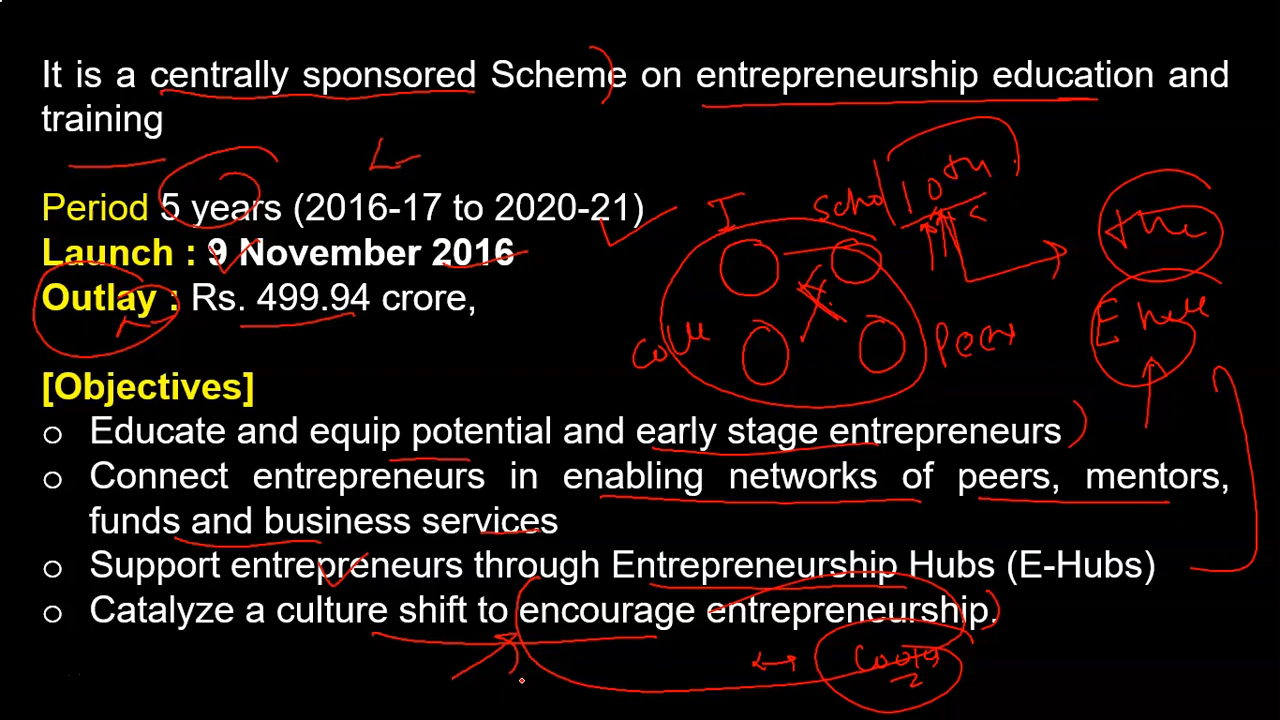 It is a centrally sponsored Scheme on entrepreneurship education and
training
Period 5 years (2016-17 to 2020-21)
Launch : 9 November 2016
Outlay : Rs. 499.94 crore,
I
10th
Peer
[Objectives]
o Educate and equip potential and early stage entrepreneurs
o Connect entrepreneurs in enabling networks of peers, mentors,
funds and business services
o Support entrepreneurs through Entrepreneurship Hubs (E-Hubs)
o Catalyze a culture shift to encourage entrepreneurship.